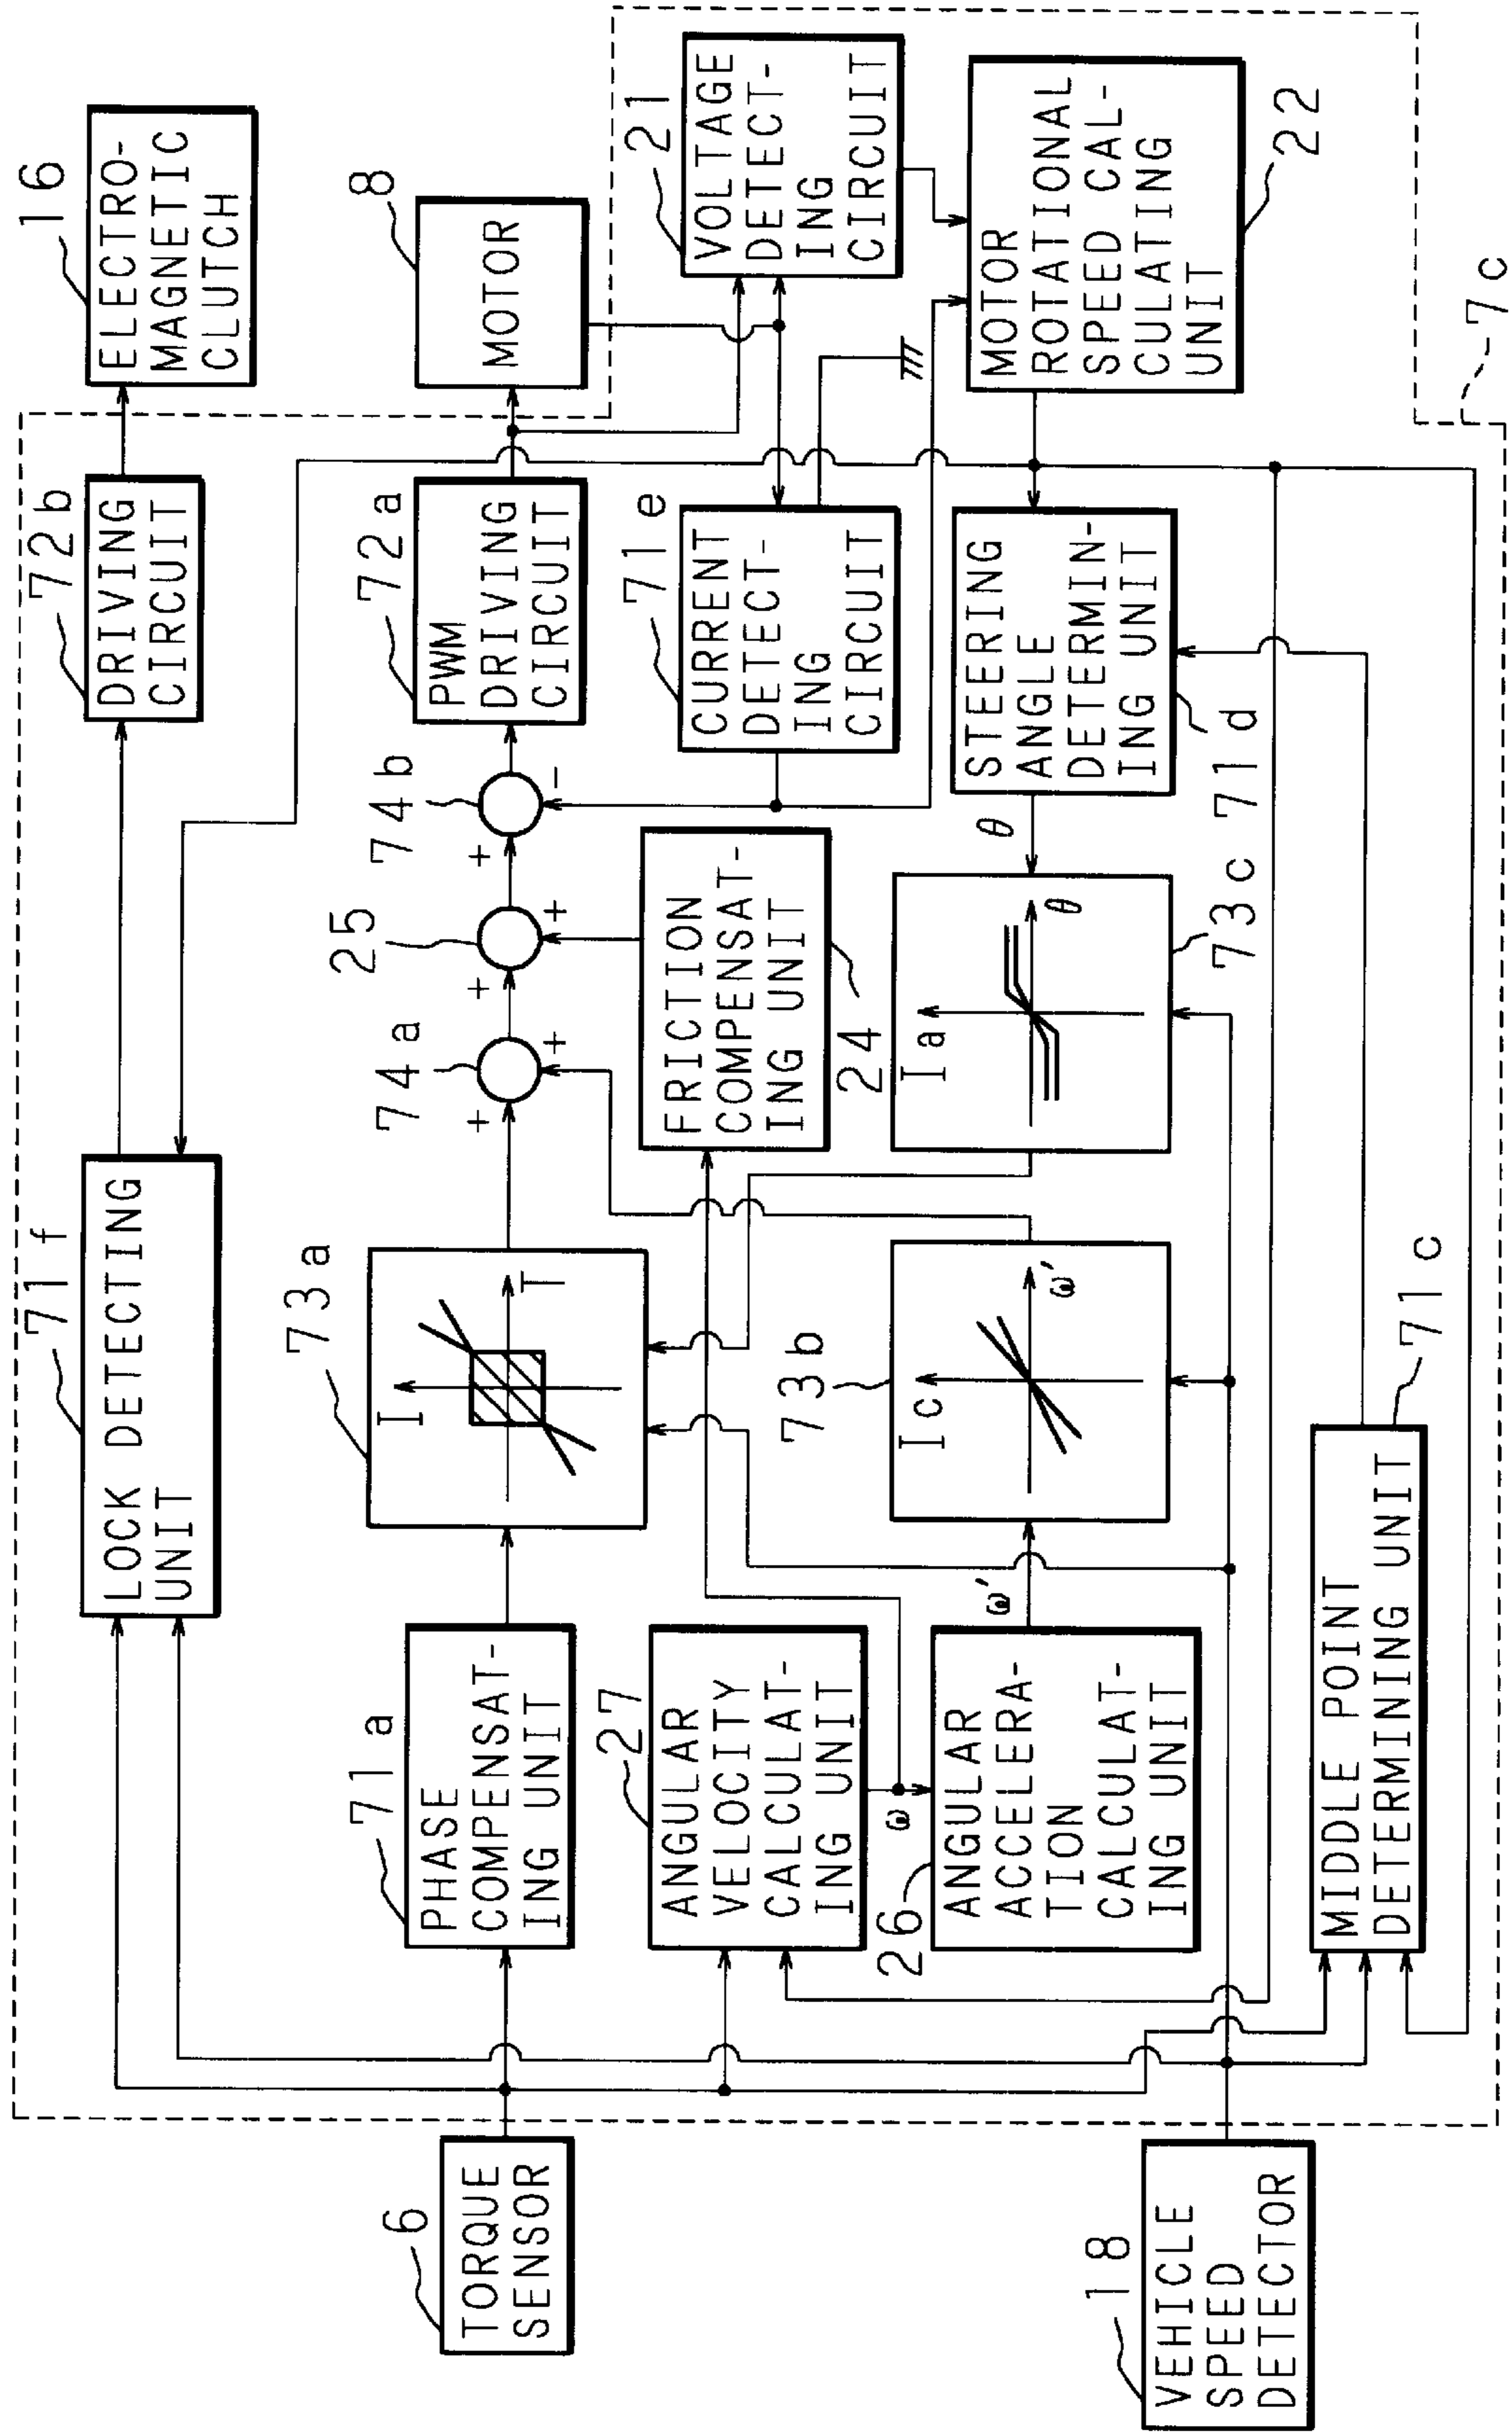 16
ELECTRO-
MAGNETIC
CLUTCH
72b
DRIVING
CIRCUIT
71f
LOCK DETECTING
UNIT
8
MOTOR
72a
PWM
DRIVING
CIRCUIT
74b
+
-
25
+
+
74a
+
+
73a
I
T
71a
PHASE
COMPENSAT-
ING UNIT
6
TORQUE
SENSOR
21
VOLTAGE
DETECT-
ING
CIRCUIT
71e
CURRENT
DETECT-
ING
CIRCUIT
FRICTION
COMPENSAT-
ING UNIT
24
27
ANGULAR
VELOCITY
CALCULAT-
ING UNIT
ω
MOTOR
ROTATIONAL
SPEED CAL-
CULATING
UNIT
22
STEERING
ANGLE
DETERMIN-
ING UNIT
71d
θ
Ia
θ
73c
73b
Ic
ω'
ω'
26
ANGULAR
ACCELERA-
TION
CALCULAT-
ING UNIT
71c
MIDDLE POINT
DETERMINING UNIT
18
VEHICLE
SPEED
DETECTOR
7c